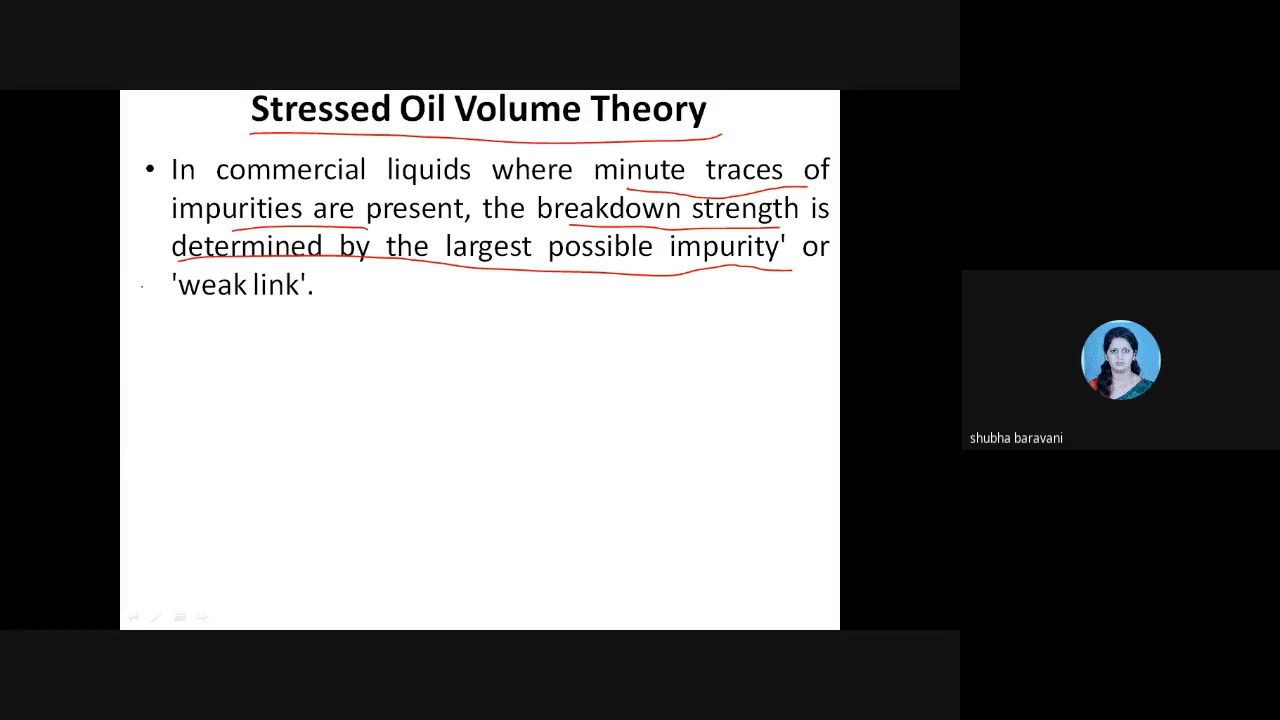 Stressed Oil Volume Theory
• In commercial liquids where minute traces of
impurities are present, the breakdown strength is
determined by the largest possible impurity' or
'weak link'.
shubha baravani